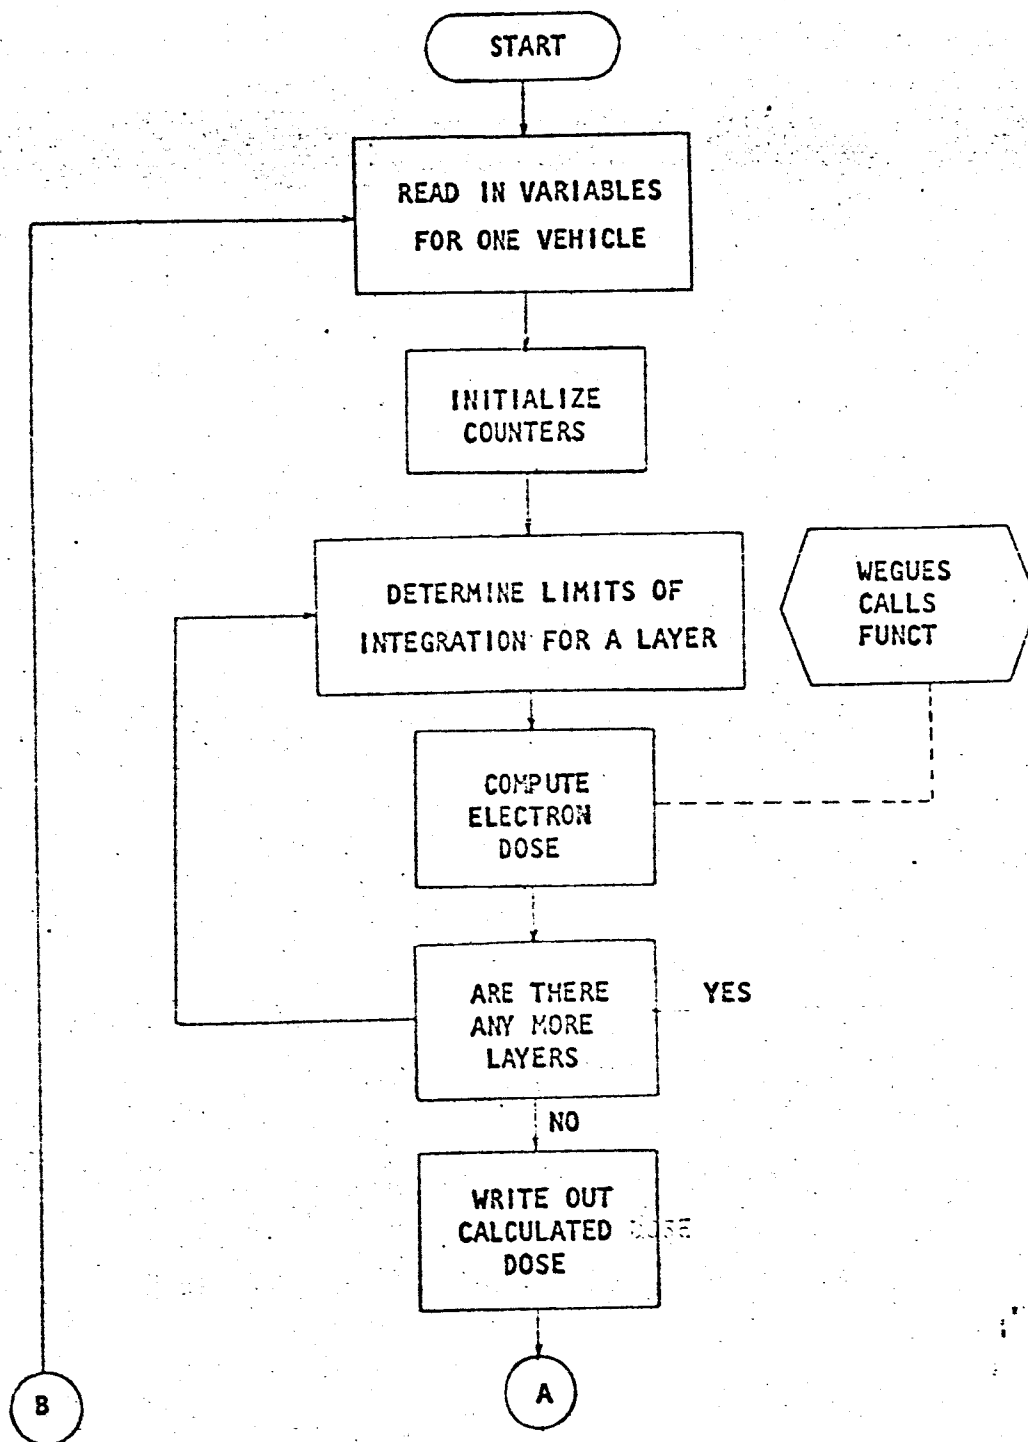 START
READ IN VARIABLES
FOR ONE VEHICLE
INITIALIZE
COUNTERS
DETERMINE LIMITS OF
INTEGRATION FOR A LAYER
WEGUES
CALLS
FUNCT
COMPUTE
ELECTRON
DOSE
ARE THERE
ANY MORE
LAYERS
YES
NO
WRITE OUT
CALCULATED DOSE
DOSE
B
A